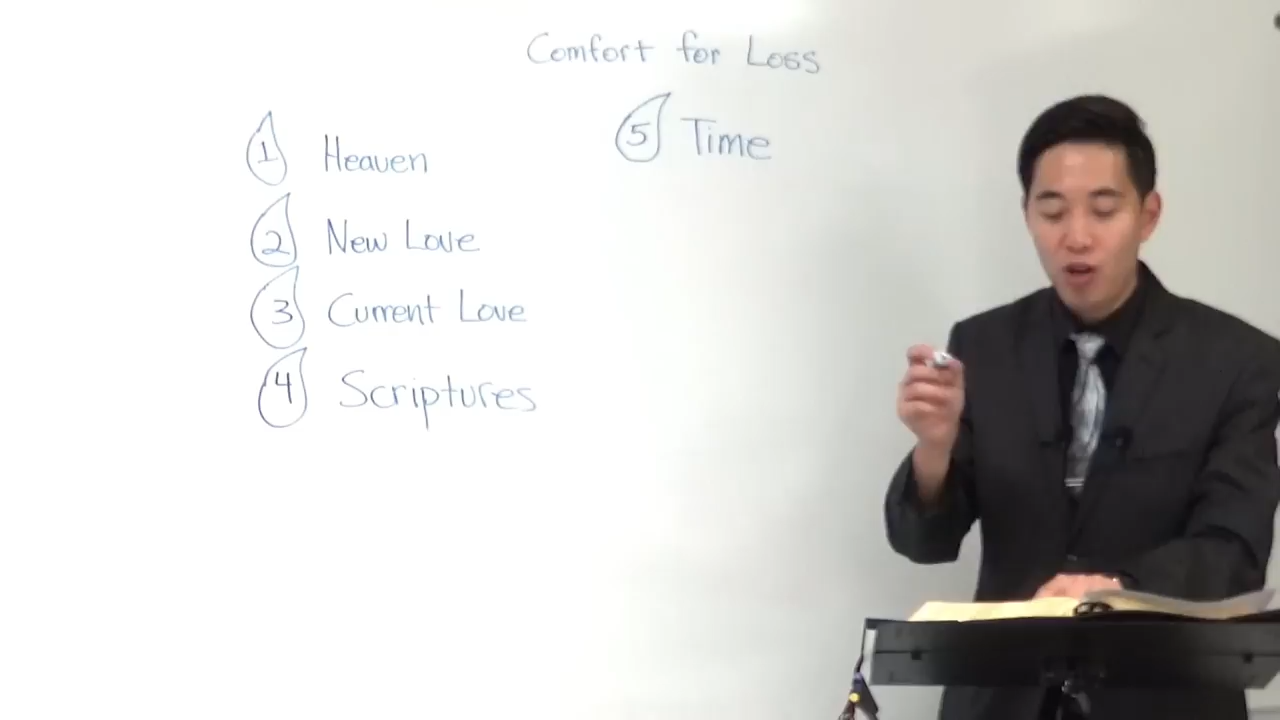 Comfort for Loss
1 Heaven
2 New Love
3 Current Love
4 Scriptures
5 Time